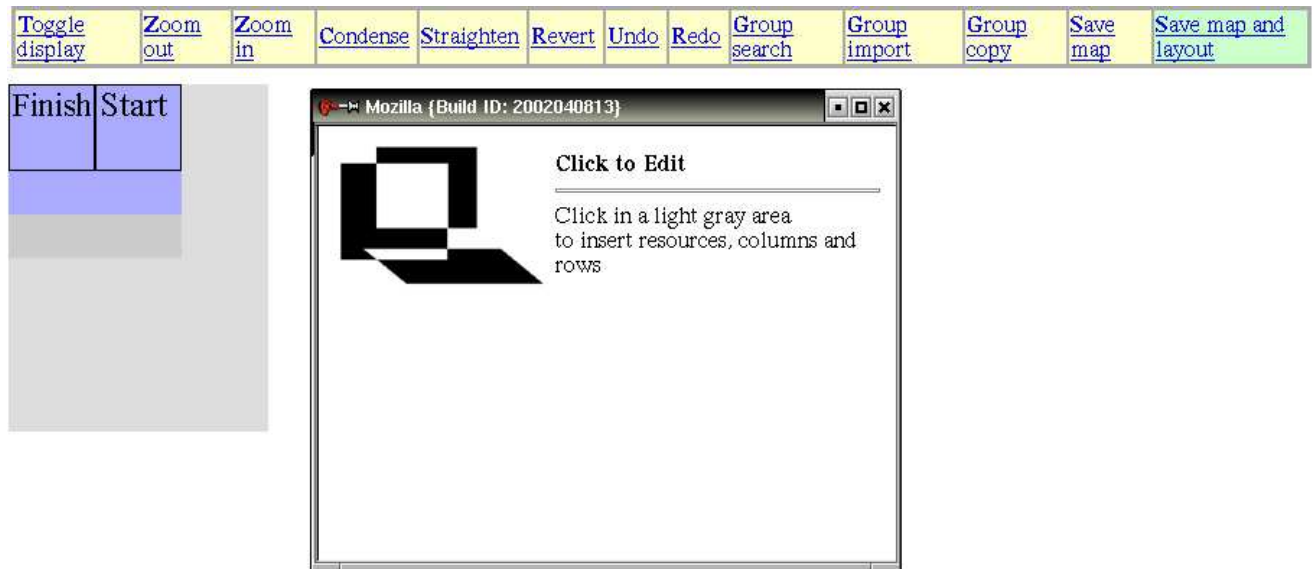 Toggle display Zoom out Zoom in Condense Straighten Revert Undo Redo Group search Group import Group copy Save map Save map and layout
Finish Start
Mozilla {Build ID: 2002040813}
Click to Edit
Click in a light gray area
to insert resources, columns and
rows